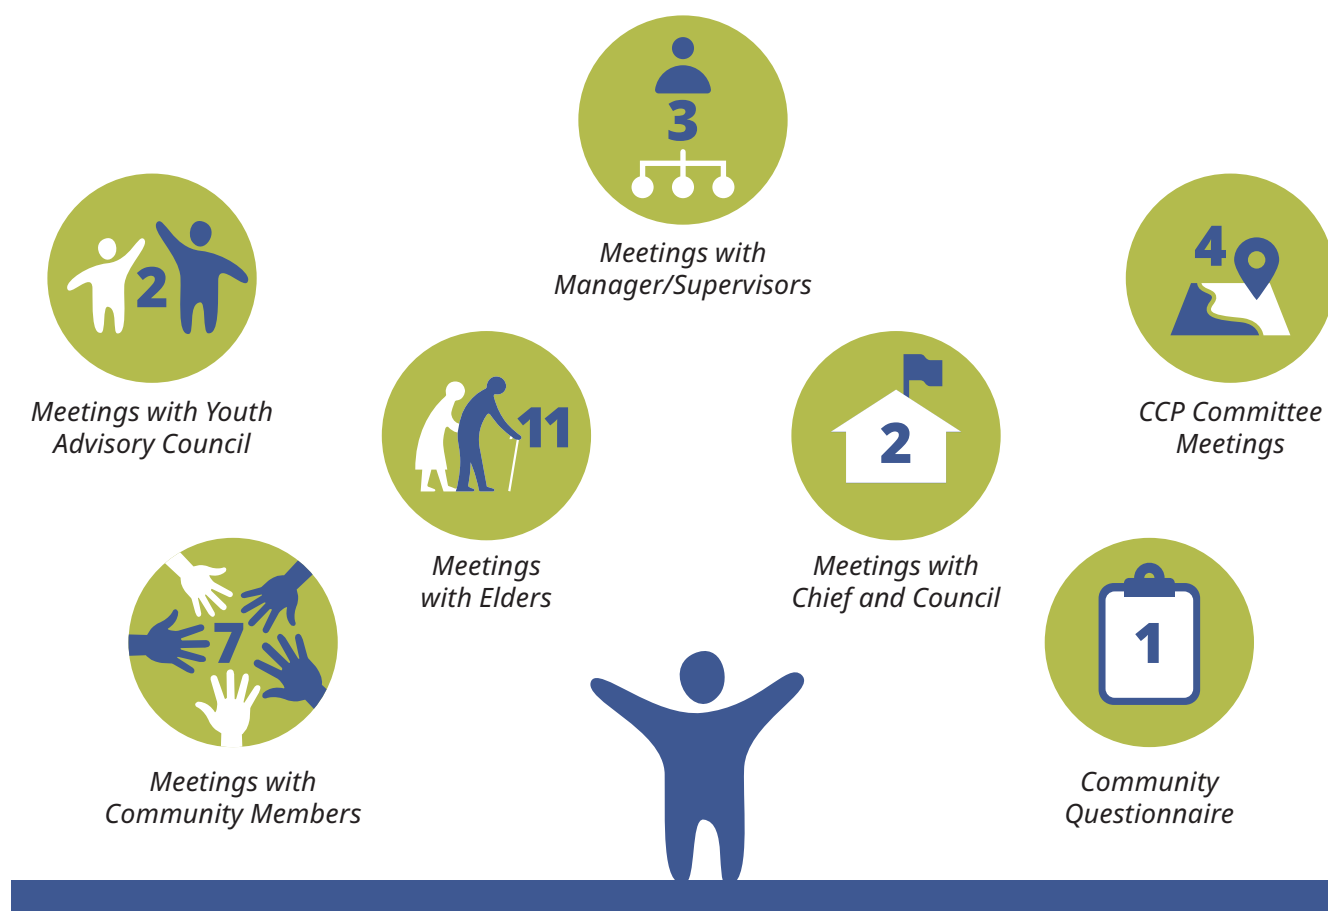 3
Meetings with
Manager/Supervisors
2
Meetings with Youth
Advisory Council
4
CCP Committee
Meetings
11
Meetings
with Elders
2
Meetings with
Chief and Council
7
Meetings with
Community Members
1
Community
Questionnaire